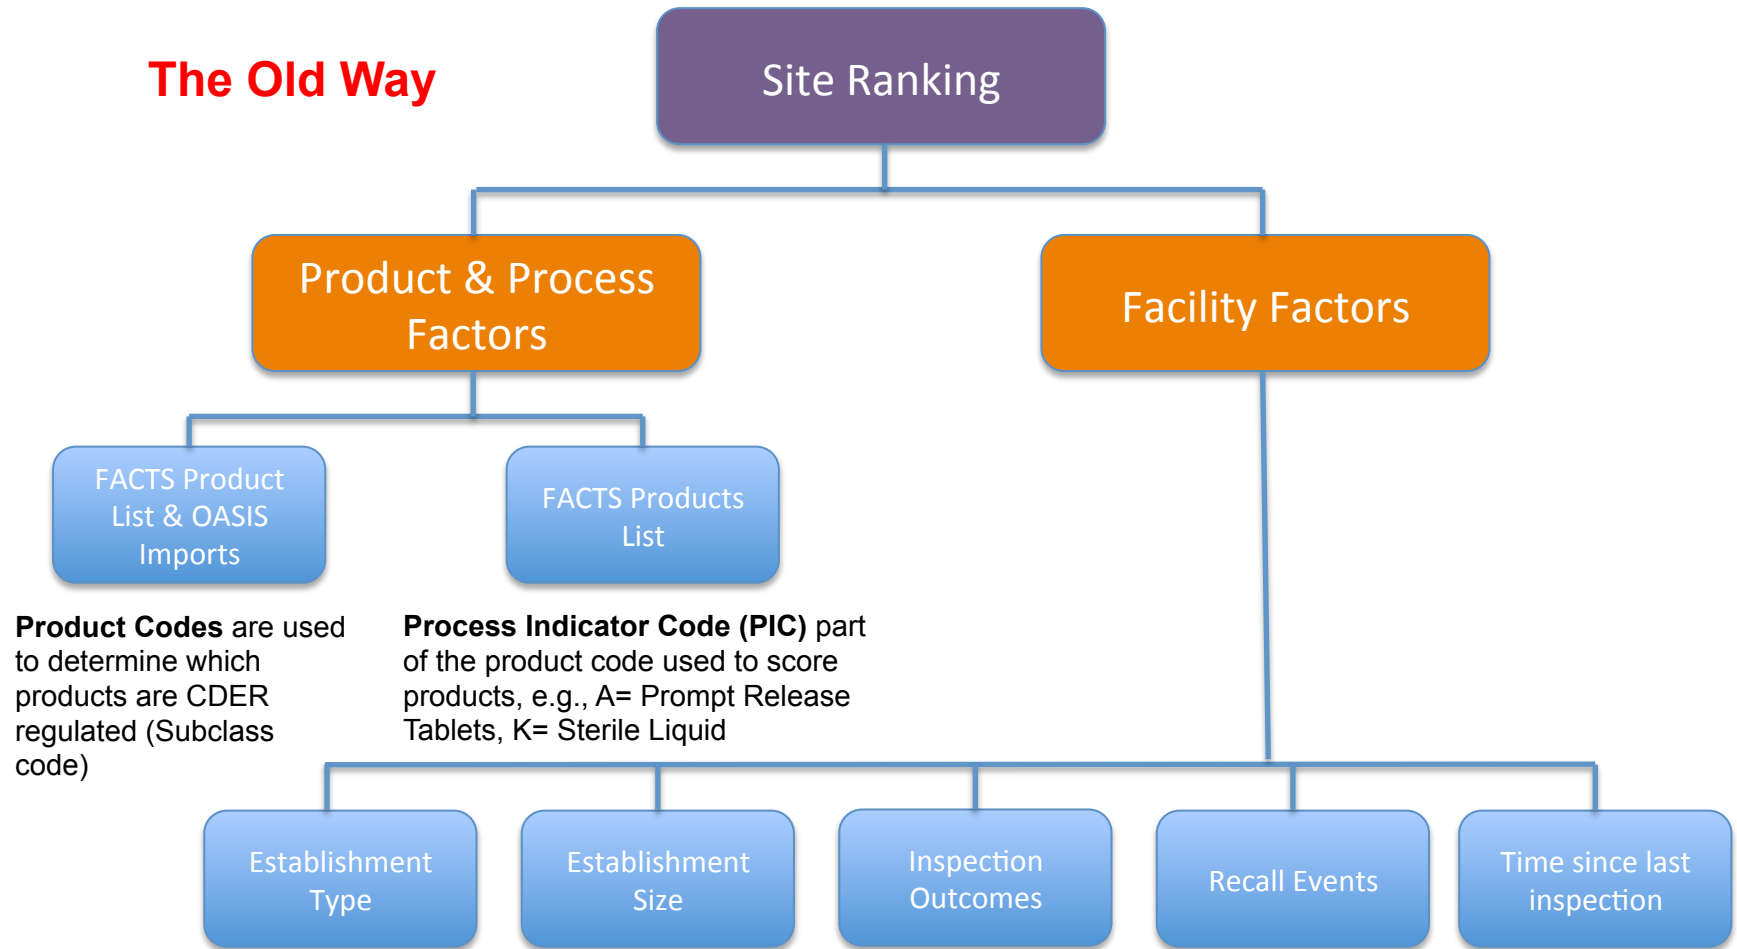 The Old Way
Site Ranking
Product & Process
Factors
Facility Factors
FACTS Product
List & OASIS
Imports
FACTS Products
List
Product Codes are used
to determine which
products are CDER
regulated (Subclass
code)
Process Indicator Code (PIC) part
of the product code used to score
products, e.g., A= Prompt Release
Tablets, K= Sterile Liquid
Establishment
Type
Establishment
Size
Inspection
Outcomes
Recall Events
Time since last
inspection